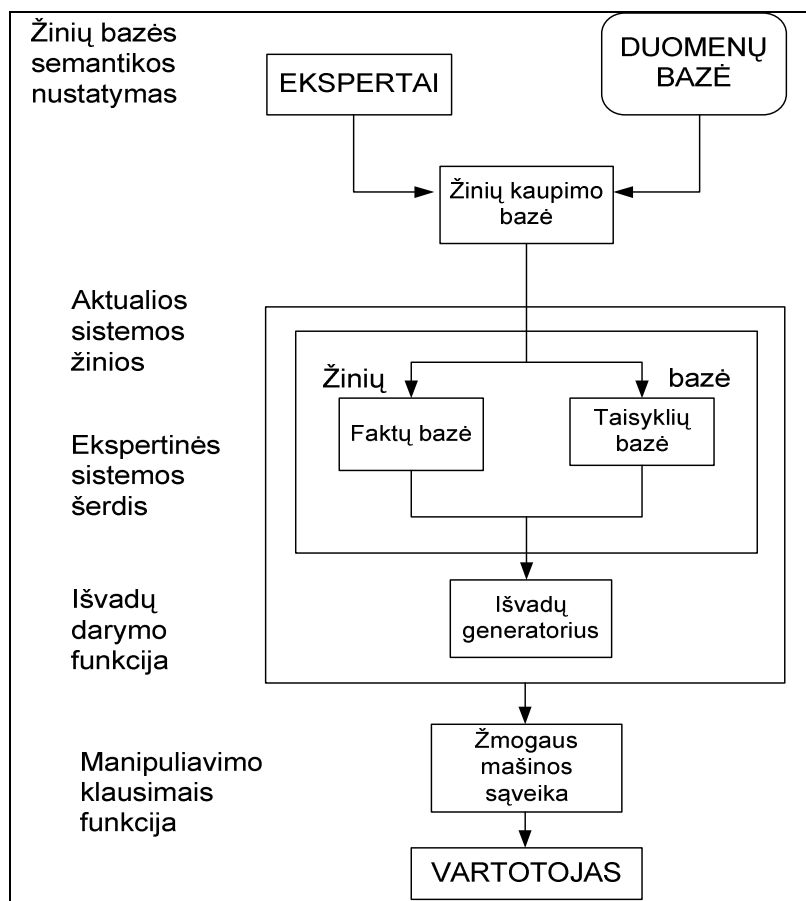 Žinių bazės
semantikos
nustatymas
EKSPERTAI
DUOMENŲ
BAZĖ
Žinių kaupimo
bazė
Aktualios
sistemos
žinios
Žinių
bazė
Faktų bazė
Taisyklių
bazė
Ekspertinės
sistemos
šerdis
Išvadų
generatorius
Išvadų
darymo
funkcija
Žmogaus
mašinos
sąveika
Manipuliavimo
klausimais
funkcija
VARTOTOJAS